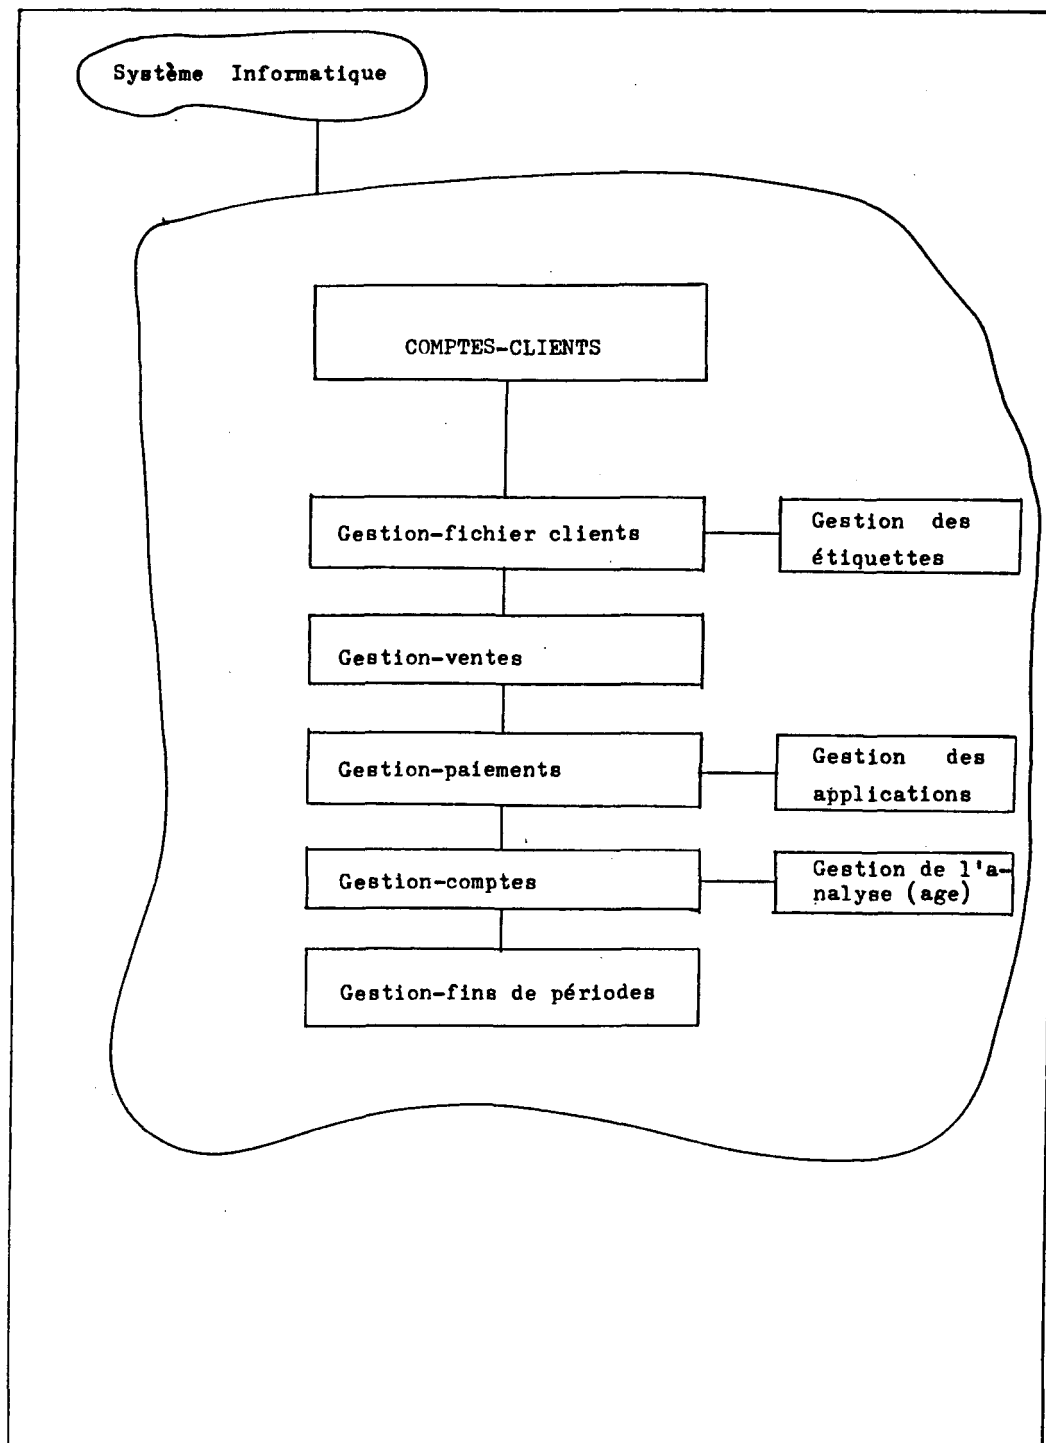 Système Informatique
COMPTES-CLIENTS
Gestion-fichier clients
Gestion des
étiquettes
Gestion-ventes
Gestion-paiements
Gestion des
applications
Gestion-comptes
Gestion de l'a-
nalyse (age)
Gestion-fins de périodes